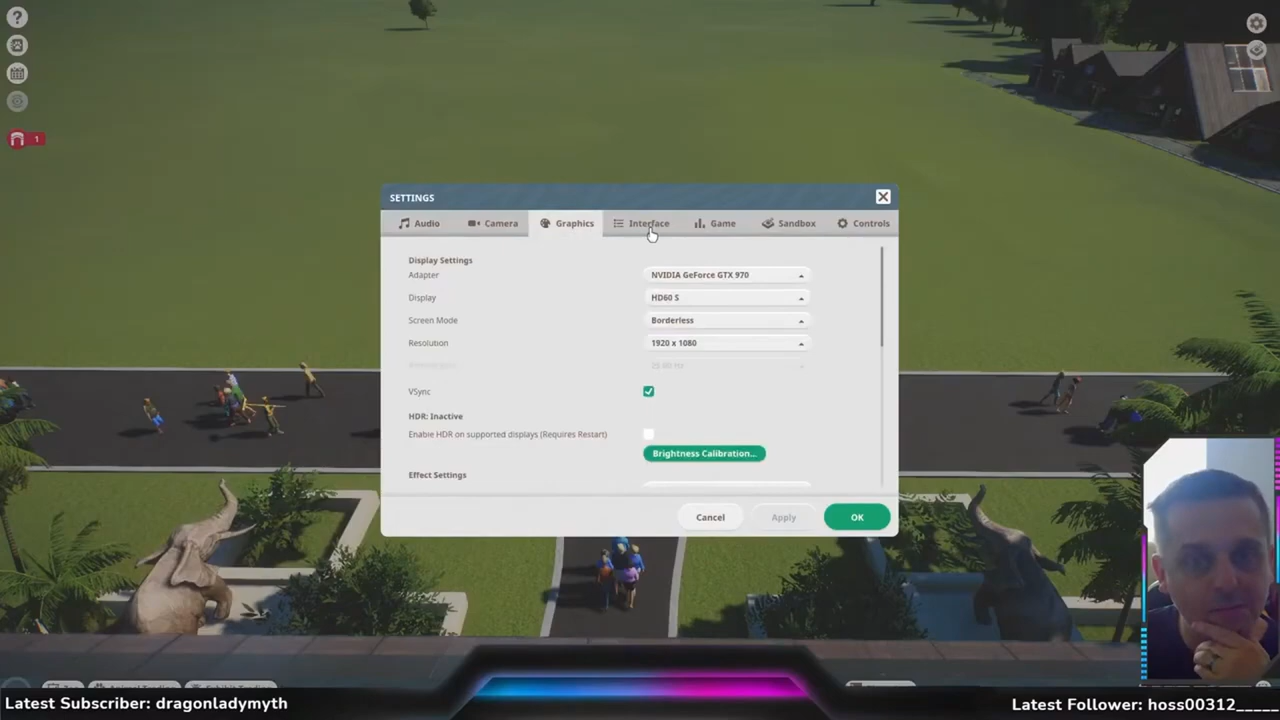 ?
1
SETTINGS
Audio Camera Graphics Interface Game Sandbox Controls
Display Settings
Adapter NVIDIA GeForce GTX 970
Display HD60 S
Screen Mode Borderless
Resolution 1920 x 1080
VSync
HDR: Inactive
Enable HDR on supported displays (Requires Restart)
Brightness Calibration...
Effect Settings
Cancel Apply OK
Latest Subscriber: dragonladymyth
Latest Follower: hoss00312_____